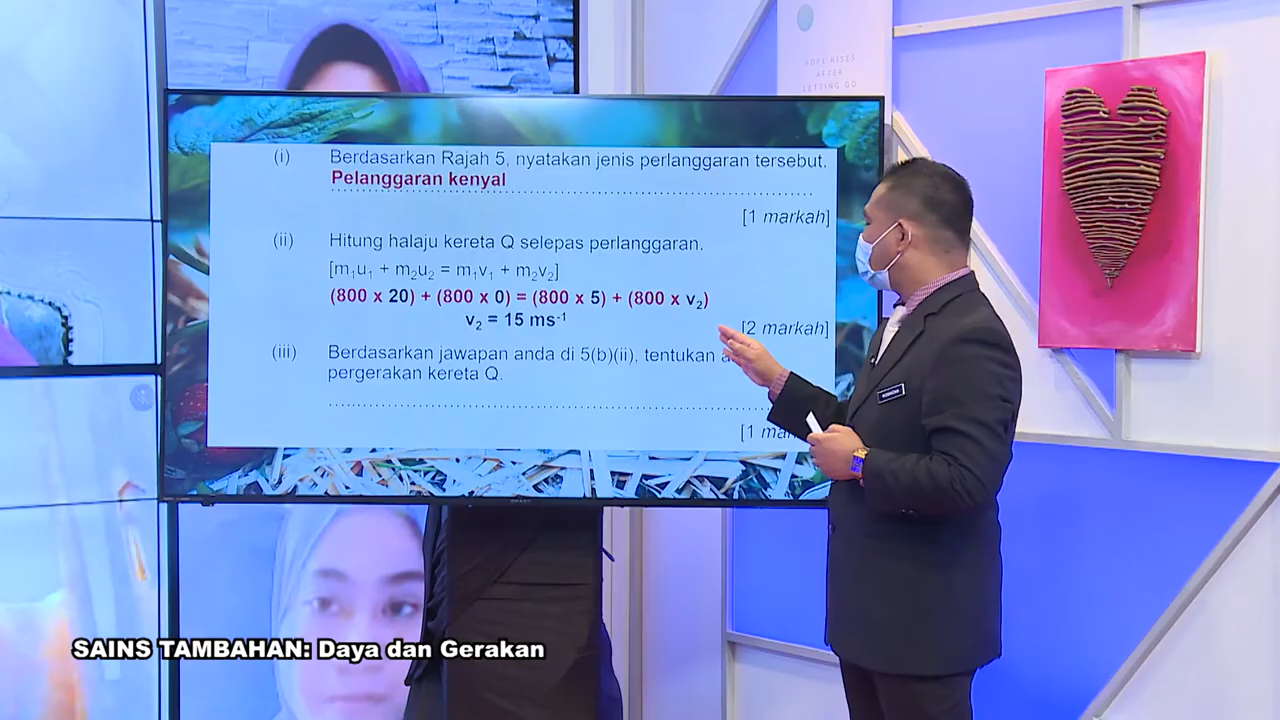 HOPE RISES
AFTER
LETTING GO
(i) Berdasarkan Rajah 5, nyatakan jenis perlanggaran tersebut.
Pelanggaran kenyal
[1 markah]
(ii) Hitung halaju kereta Q selepas perlanggaran.
[m₁u₁ + m₂u₂ = m₁v₁ + m₂v₂]
(800 x 20) + (800 x 0) = (800 x 5) + (800 x v₂)
v₂ = 15 ms⁻¹
[2 markah]
(iii) Berdasarkan jawapan anda di 5(b)(ii), tentukan
pergerakan kereta Q.
[1
SAINS TAMBAHAN: Daya dan Gerakan